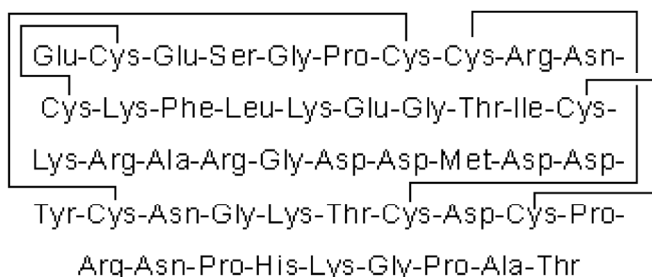 Glu-Cys-Glu-Ser-Gly-Pro-Cys-Cys-Arg-Asn-
Cys-Lys-Phe-Leu-Lys-Glu-Gly-Thr-Ile-Cys-
Lys-Arg-Ala-Arg-Gly-Asp-Asp-Met-Asp-Asp-
Tyr-Cys-Asn-Gly-Lys-Thr-Cys-Asp-Cys-Pro-
Arg-Asn-Pro-His-Lys-Gly-Pro-Ala-Thr